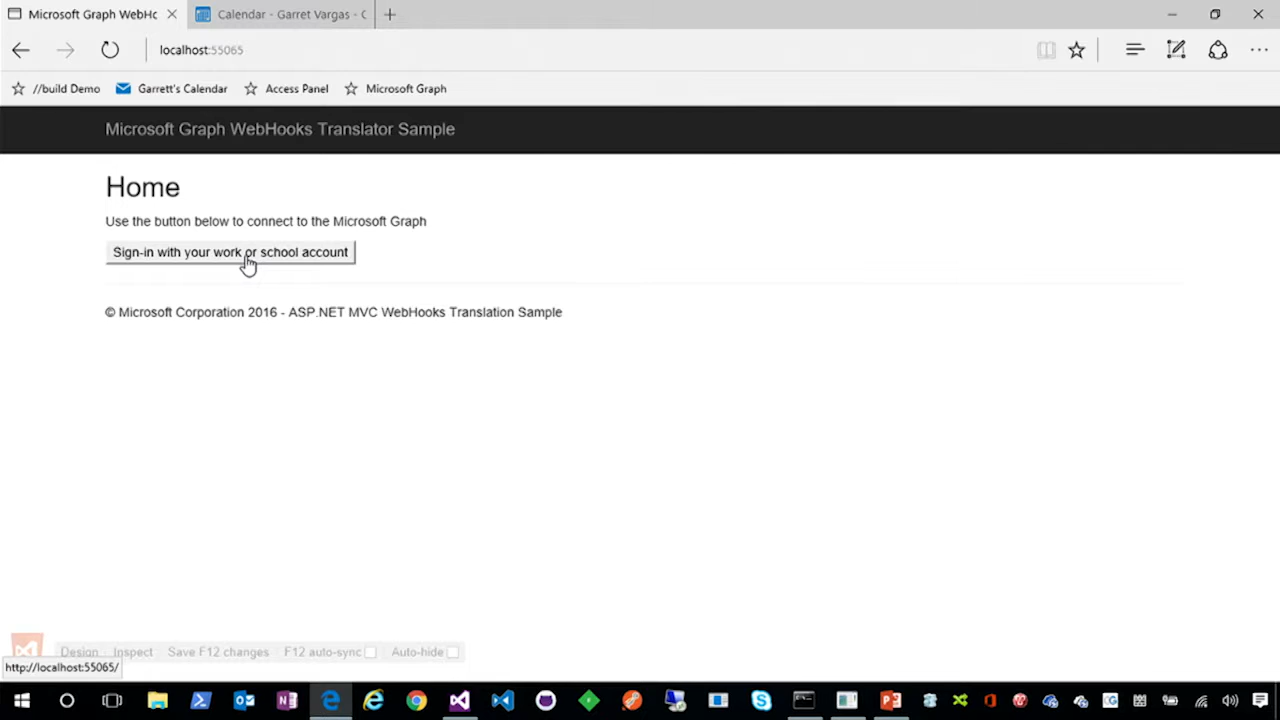 Microsoft Graph WebHo
Calendar - Garret Vargas - C
localhost:55065
//build Demo
Garrett's Calendar
Access Panel
Microsoft Graph
Microsoft Graph WebHooks Translator Sample
Home
Use the button below to connect to the Microsoft Graph
Sign-in with your work or school account
© Microsoft Corporation 2016 - ASP.NET MVC WebHooks Translation Sample
Design Inspect Save F12 changes F12 auto-sync Auto-hide
http://localhost:55065/